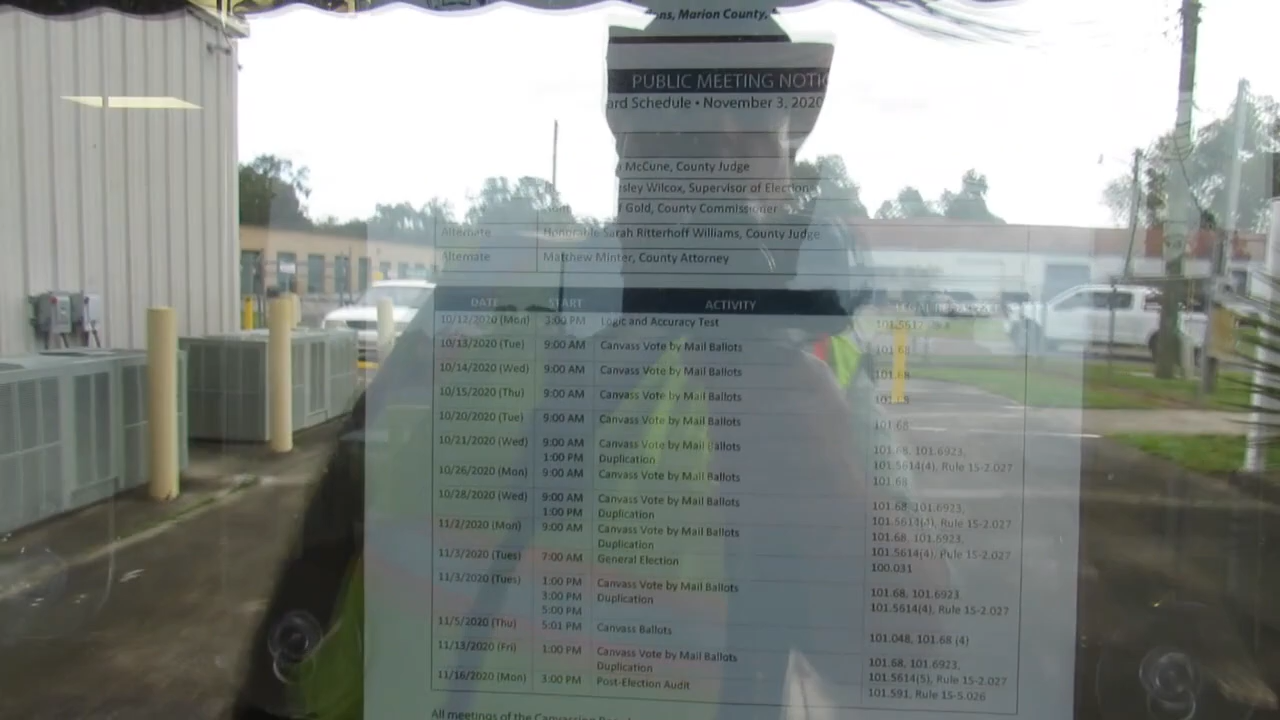 ns, Marion County,
PUBLIC MEETING NOTIC
ard Schedule • November 3, 2020
McCune, County Judge
esley Wilcox, Supervisor of Election
f Gold, County Commissioner
Alternate Honorable Sarah Ritterhoff Williams, County Judge
Alternate Matthew Minter, County Attorney
DATE START ACTIVITY
10/12/2020 (Mon) 3:00 PM Logic and Accuracy Test 101.5612
10/13/2020 (Tue) 9:00 AM Canvass Vote by Mail Ballots 101.68
10/14/2020 (Wed) 9:00 AM Canvass Vote by Mail Ballots 101.68
10/15/2020 (Thu) 9:00 AM Canvass Vote by Mail Ballots
10/20/2020 (Tue) 9:00 AM Canvass Vote by Mail Ballots 101.68
10/21/2020 (Wed) 9:00 AM Canvass Vote by Mail Ballots 101.68, 101.6923,
1:00 PM Duplication 101.5614(4), Rule 1S-2.027
10/26/2020 (Mon) 9:00 AM Canvass Vote by Mail Ballots 101.68
10/28/2020 (Wed) 9:00 AM Canvass Vote by Mail Ballots 101.68, 101.6923,
1:00 PM Duplication 101.5614(4), Rule 1S-2.027
11/2/2020 (Mon) 9:00 AM Canvass Vote by Mail Ballots 101.68, 101.6923,
Duplication 101.5614(4), Rule 1S-2.027
11/3/2020 (Tues) 7:00 AM General Election 100.031
11/3/2020 (Tues) 1:00 PM Canvass Vote by Mail Ballots 101.68, 101.6923,
3:00 PM Duplication 101.5614(4), Rule 1S-2.027
5:00 PM
11/5/2020 (Thu) 5:01 PM Canvass Ballots 101.048, 101.68 (4)
11/13/2020 (Fri) 1:00 PM Canvass Vote by Mail Ballots 101.68, 101.6923,
Duplication 101.5614(5), Rule 1S-2.027
11/16/2020 (Mon) 3:00 PM Post-Election Audit 101.591, Rule 1S-5.026
All meetings of the Canvassing